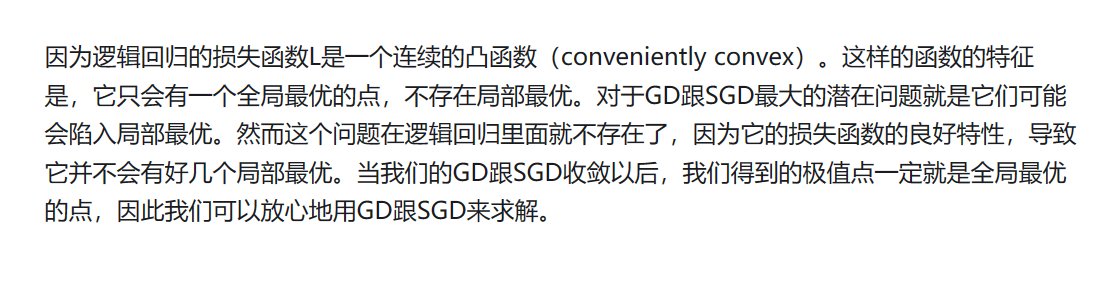 因为逻辑回归的损失函数L是一个连续的凸函数（conveniently convex）。这样的函数的特征
是，它只会有一个全局最优的点，不存在局部最优。对于GD跟SGD最大的潜在问题就是它们可能
会陷入局部最优。然而这个问题在逻辑回归里面就不存在了，因为它的损失函数的良好特性，导致
它并不会有好几个局部最优。当我们的GD跟SGD收敛以后，我们得到的极值点一定就是全局最优
的点，因此我们可以放心地用GD跟SGD来求解。